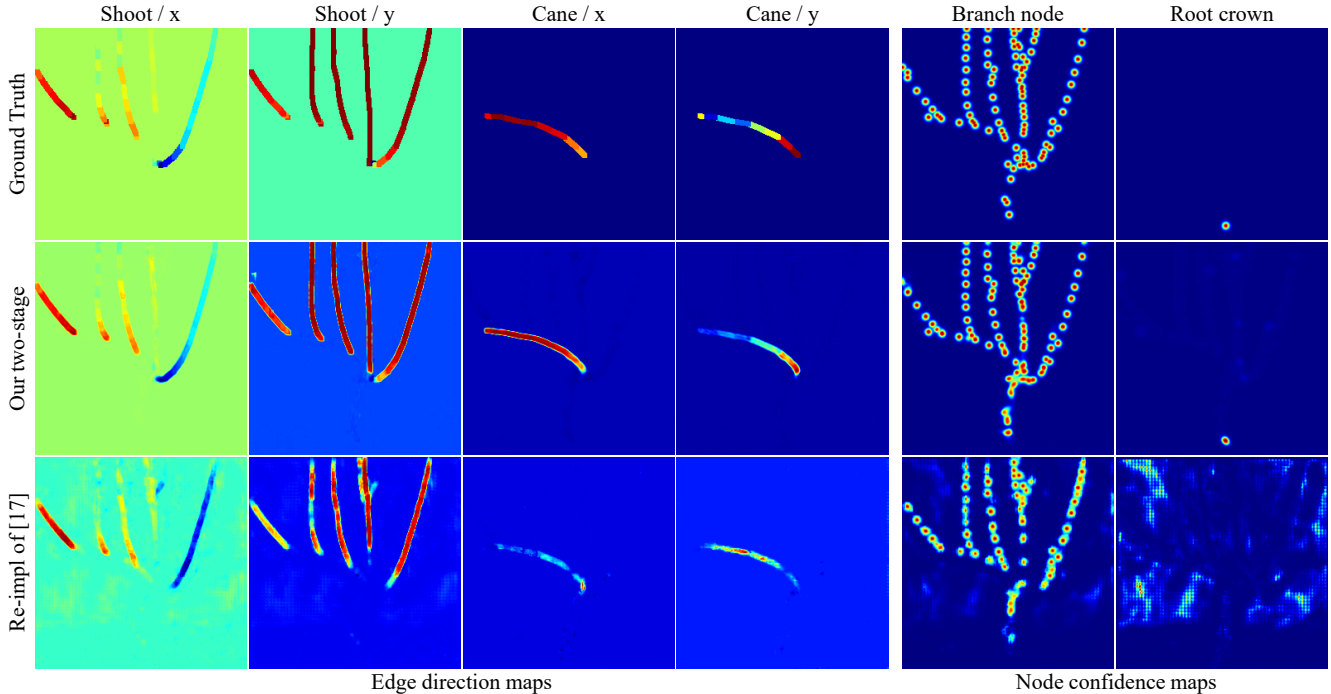 Shoot / x
Shoot / y
Cane / x
Cane / y
Branch node
Root crown
Ground Truth
Our two-stage
Re-impl of [17]
Edge direction maps
Node confidence maps